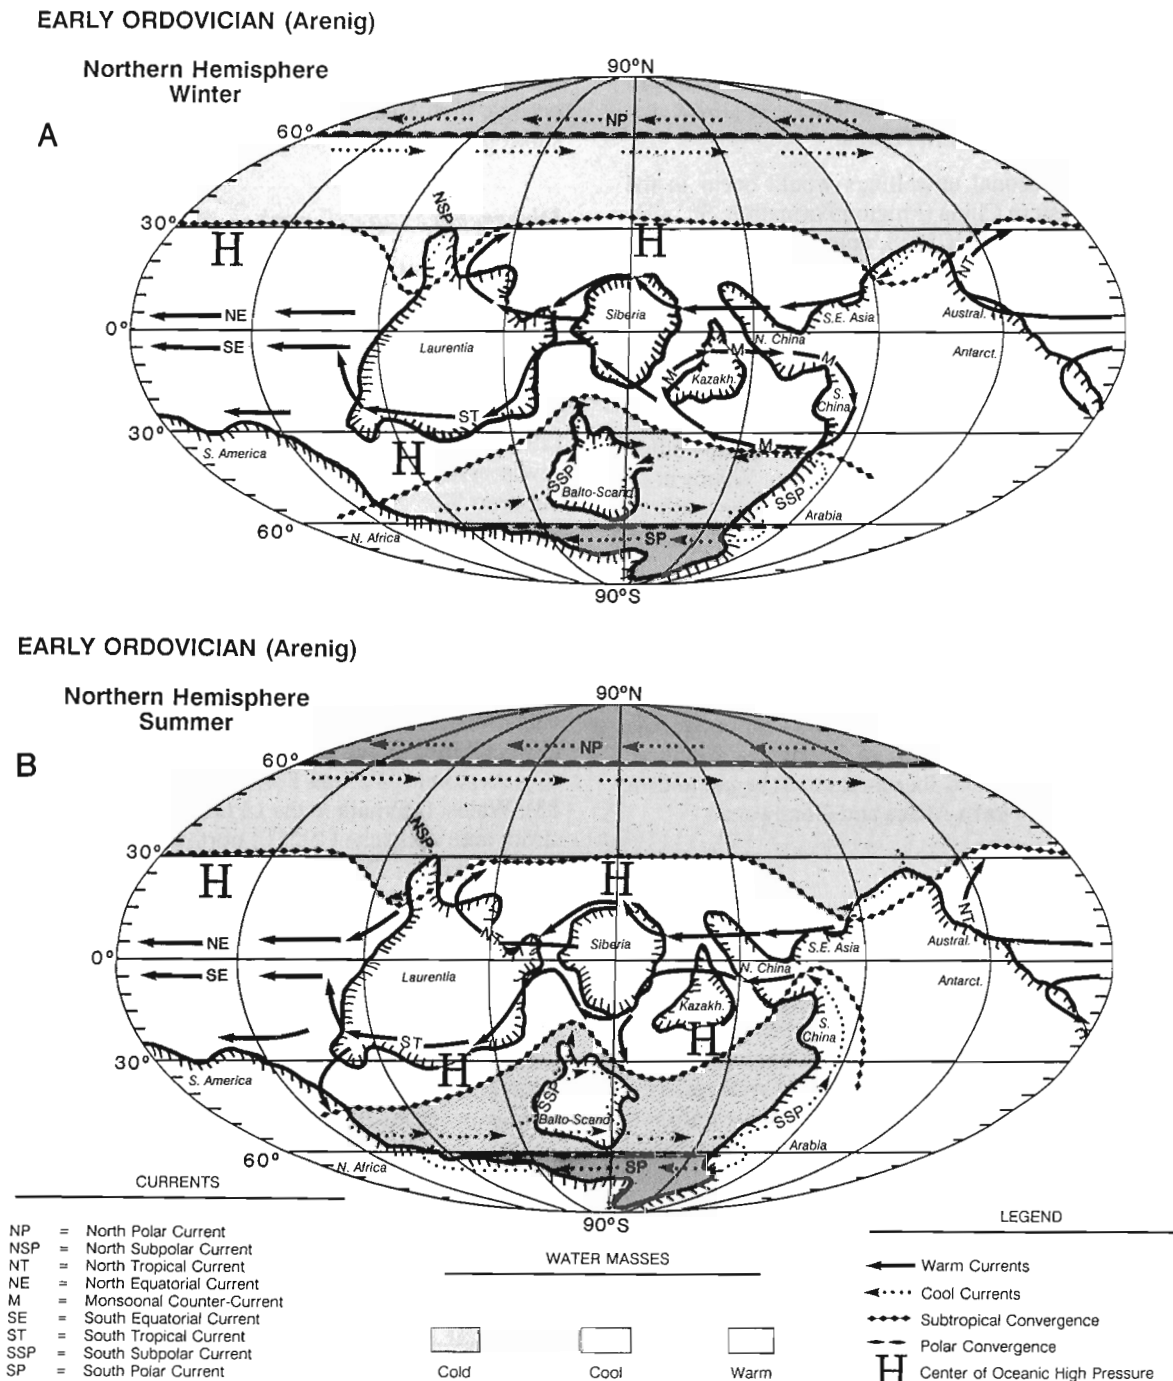 EARLY ORDOVICIAN (Arenig)
Northern Hemisphere
Winter
A
90°N
NP
60°
NSP
30°
H
H
NT
NE
0°
SE
Siberia
S.E. Asia
Austral.
N. China
Laurentia
M
M
M
Kazakh.
Antarct.
S.
China
ST
30°
S. America
H
M
SSP
Balto-Scand.
SSP
Arabia
60°
N. Africa
SP
90°S
EARLY ORDOVICIAN (Arenig)
Northern Hemisphere
Summer
B
90°N
NP
60°
NSP
30°
H
H
NT
NT
NE
0°
SE
Siberia
S.E. Asia
Austral.
N. China
Laurentia
Kazakh.
Antarct.
S.
China
ST
H
H
30°
S. America
SSP
Balto-Scand.
SSP
Arabia
60°
N. Africa
SP
90°S
CURRENTS
NP = North Polar Current
NSP = North Subpolar Current
NT = North Tropical Current
NE = North Equatorial Current
M = Monsoonal Counter-Current
SE = South Equatorial Current
ST = South Tropical Current
SSP = South Subpolar Current
SP = South Polar Current
WATER MASSES
Cold
Cool
Warm
LEGEND
Warm Currents
Cool Currents
Subtropical Convergence
Polar Convergence
H Center of Oceanic High Pressure